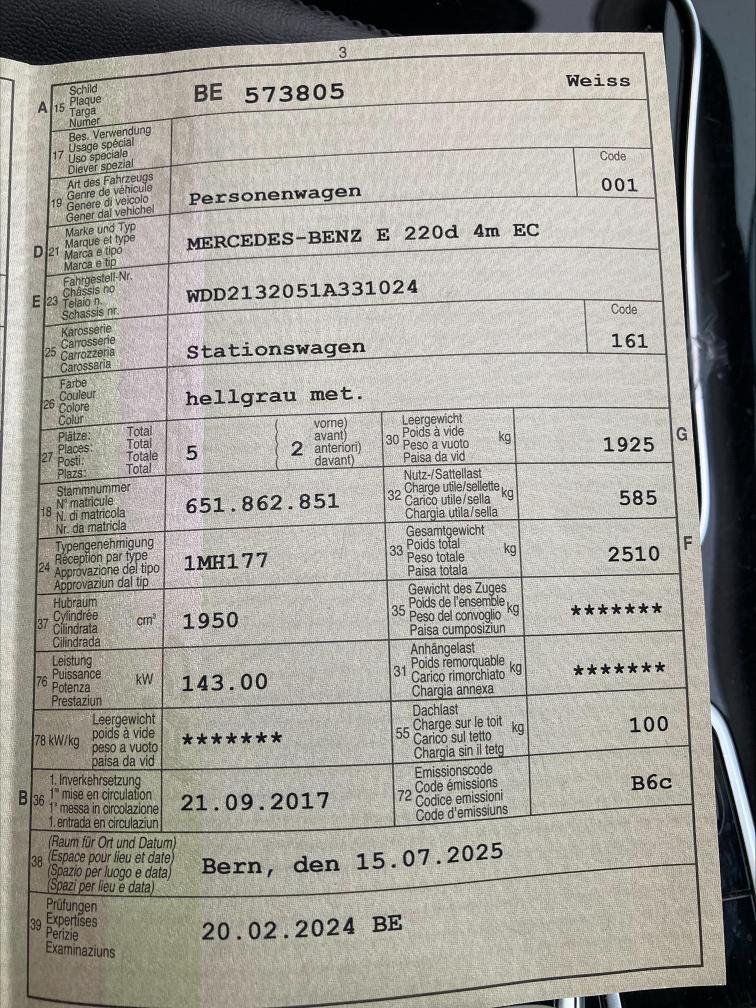 3
A 15 Schild
Plaque
Targa
Numer
BE 573805
Weiss
17 Bes. Verwendung
Usage spécial
Uso speciale
Diever spezial
19 Art des Fahrzeugs
Genre de véhicule
Genere di veicolo
Gener dal vehichel
Personenwagen
Code
001
D 21 Marke und Typ
Marque et type
Marca e tipo
Marca e tip
MERCEDES-BENZ E 220d 4m EC
E 23 Fahrgestell-Nr.
Châssis no
Telaio n.
Schassis nr.
WDD2132051A331024
25 Karosserie
Carrosserie
Carrozzeria
Carossaria
Stationswagen
Code
161
26 Farbe
Couleur
Colore
Colur
hellgrau met.
27 Plätze: Total
Places: Total
Posti: Totale
Plazs: Total
5
( 2 vorne)
avant)
anteriori)
davant)
30 Leergewicht
Poids à vide
Peso a vuoto
Paisa da vid
kg
1925
G
18 Stammnummer
N° matricule
N. di matricola
Nr. da matricla
651.862.851
32 Nutz-/Sattellast
Charge utile/sellette
Carico utile/sella
Chargia utila/sella
kg
585
24 Typengenehmigung
Réception par type
Approvazione del tipo
Approvaziun dal tip
1MH177
33 Gesamtgewicht
Poids total
Peso totale
Paisa totala
kg
2510
F
37 Hubraum
Cylindrée
Cilindrata
Cilindrada
cm³
1950
35 Gewicht des Zuges
Poids de l'ensemble
Peso del convoglio
Paisa cumposiziun
kg
*******
76 Leistung
Puissance
Potenza
Prestaziun
kW
143.00
31 Anhängelast
Poids remorquable
Carico rimorchiato
Chargia annexa
kg
*******
78 kW/kg Leergewicht
poids à vide
peso a vuoto
paisa da vid
*******
55 Dachlast
Charge sur le toit
Carico sul tetto
Chargia sin il tetg
kg
100
B 36 1. Inverkehrsetzung
1re mise en circulation
1a messa in circolazione
1. entrada en circulaziun
21.09.2017
72 Emissionscode
Code émissions
Codice emissioni
Code d'emissiuns
B6c
38 (Raum für Ort und Datum)
(Espace pour lieu et date)
(Spazio per luogo e data)
(Spazi per lieu e data)
Bern, den 15.07.2025
39 Prüfungen
Expertises
Perizie
Examinaziuns
20.02.2024 BE